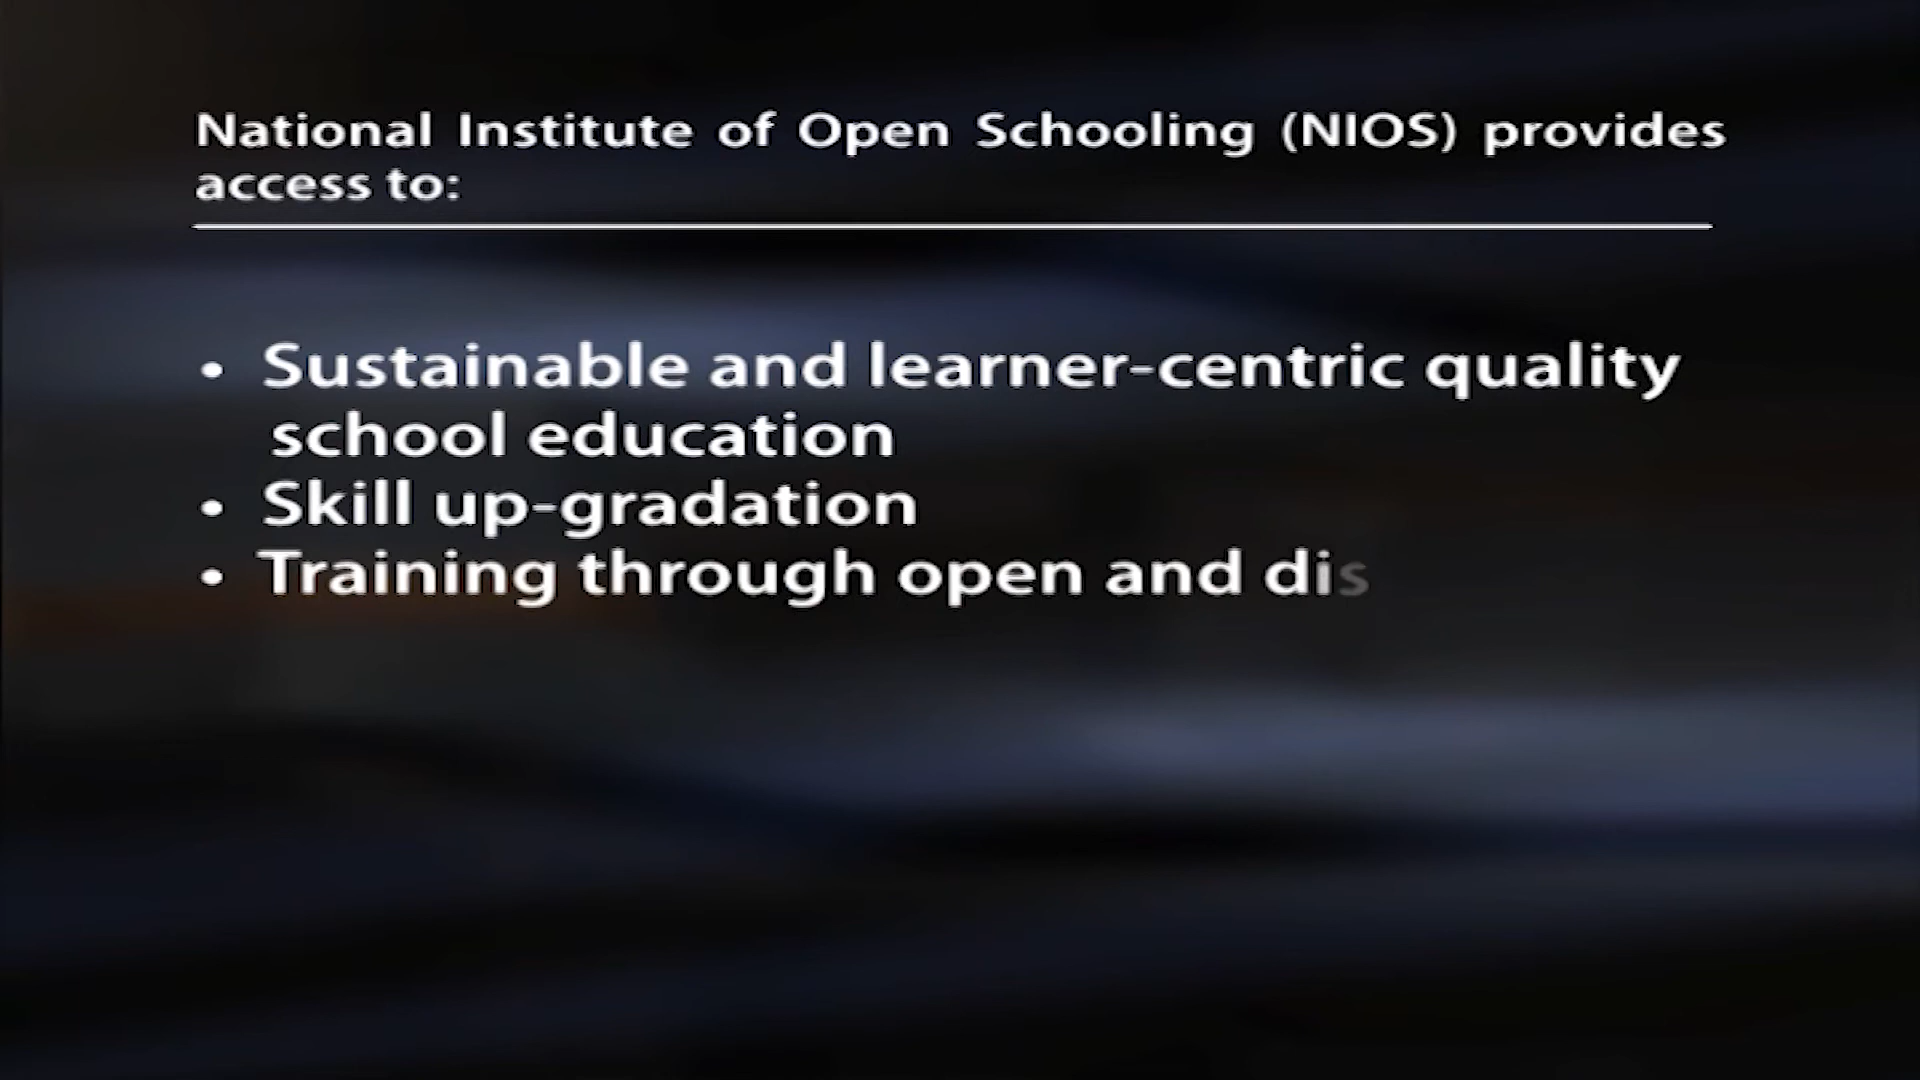 National Institute of Open Schooling (NIOS) provides
access to:
• Sustainable and learner-centric quality
school education
• Skill up-gradation
• Training through open and dis